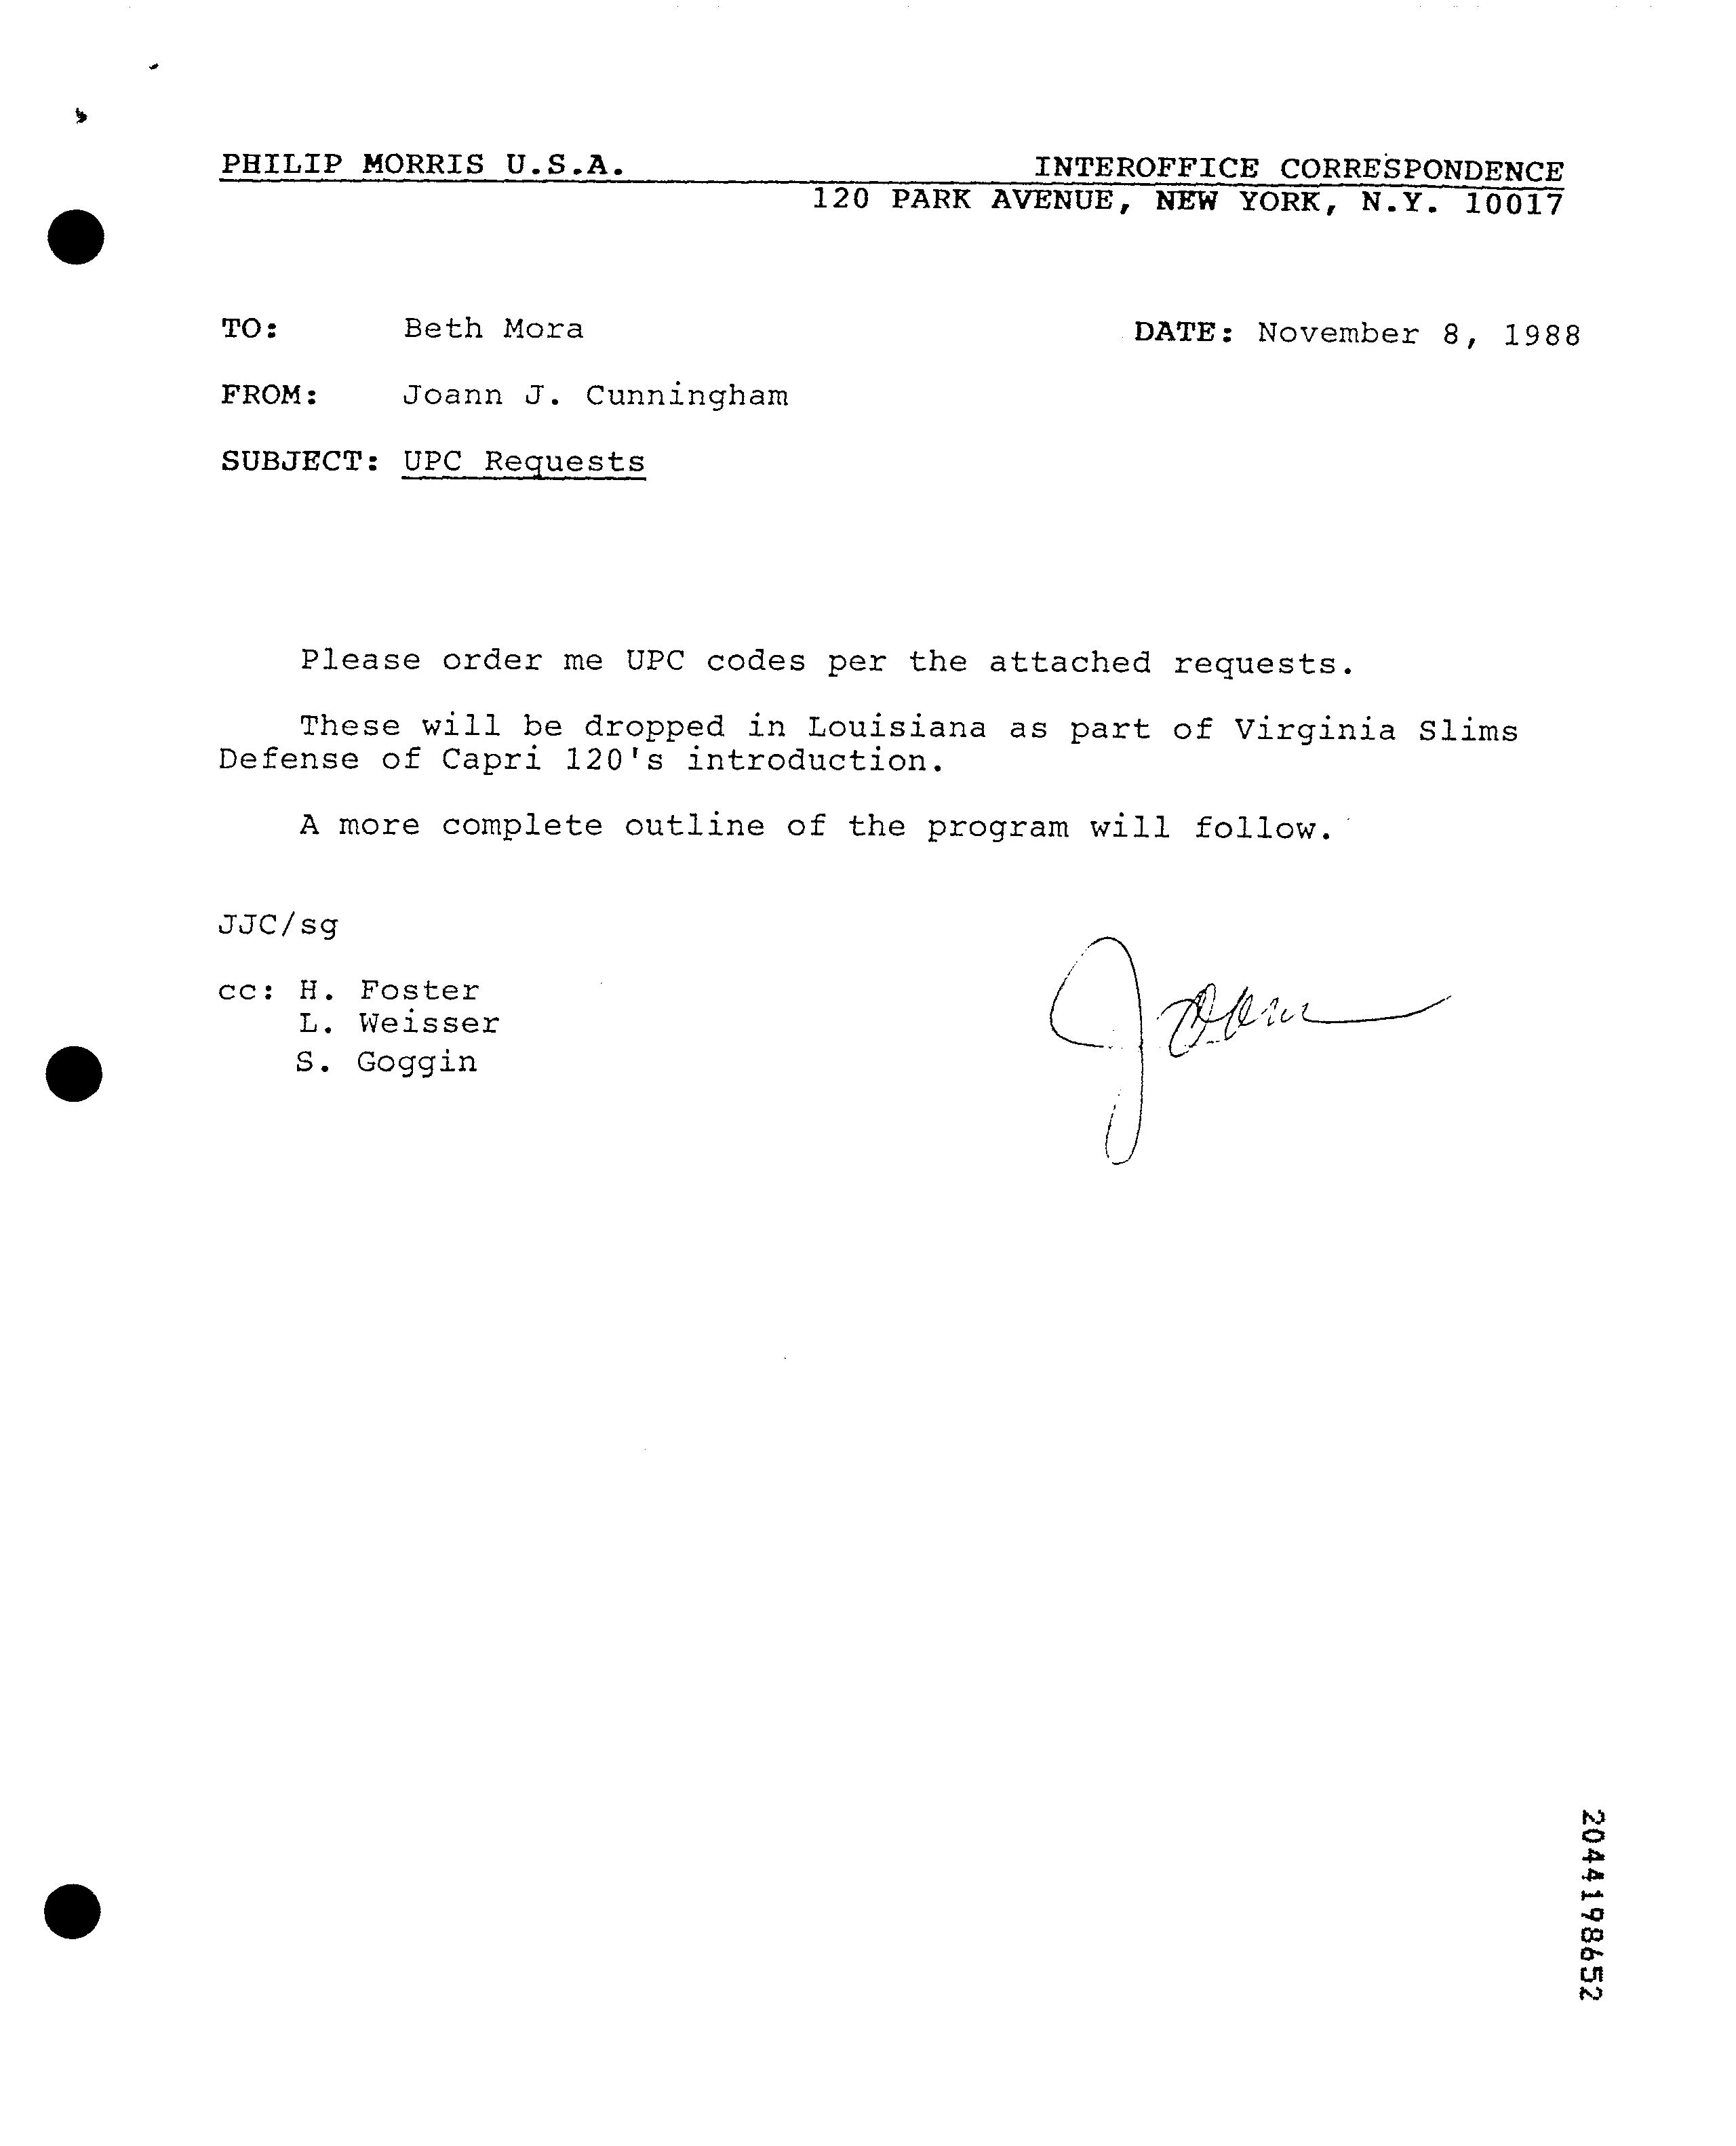 PHILIP MORRIS U.S.A. INTEROFFICE CORRESPONDENCE
120 PARK AVENUE, NEW YORK, N.Y. 10017
TO: Beth Mora DATE: November 8, 1988
FROM: Joann J. Cunningham
SUBJECT: UPC Requests
Please order me UPC codes per the attached requests.
These will be dropped in Louisiana as part of Virginia Slims
Defense of Capri 120's introduction.
A more complete outline of the program will follow.
JJC/sg
cc: H. Foster
L. Weisser
S. Goggin
Joann
2044198652